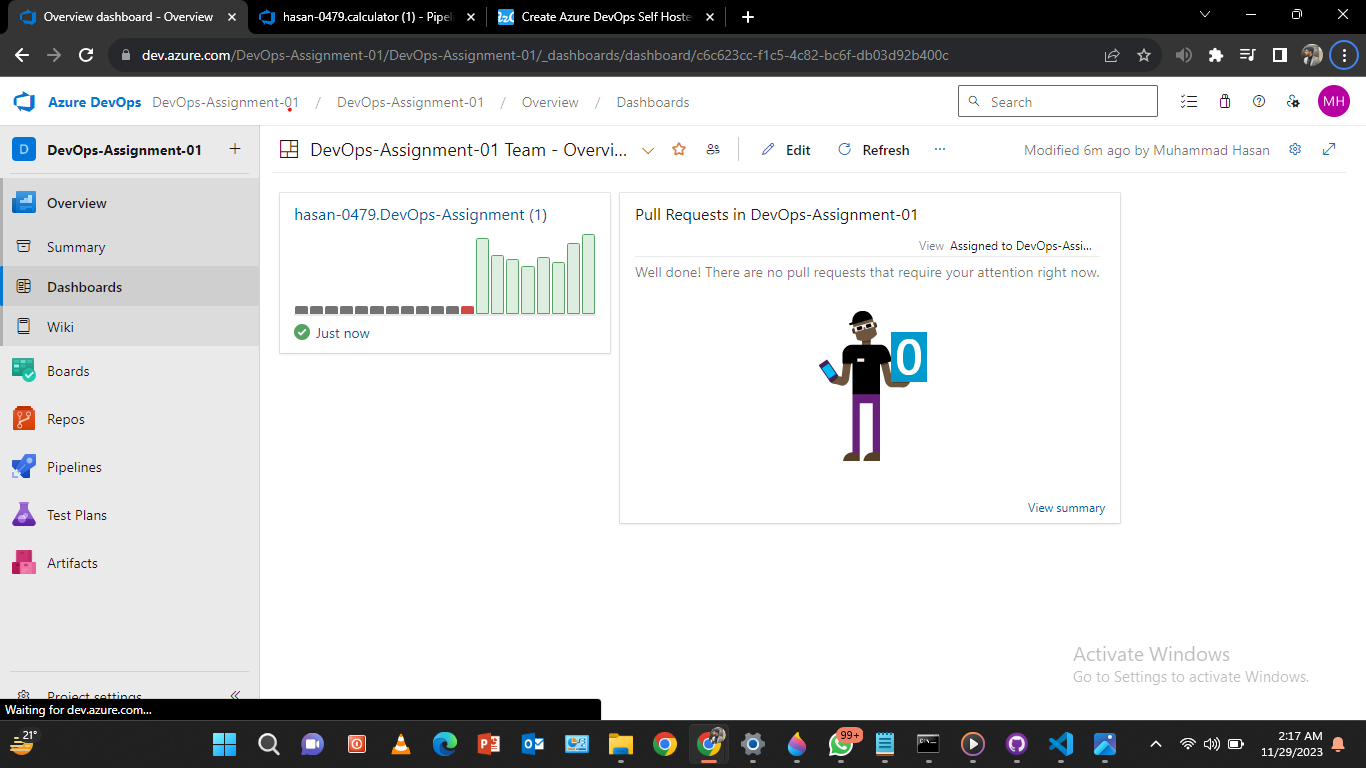 Overview dashboard - Overview
hasan-0479.calculator (1) - Pipel
Create Azure DevOps Self Hoste
dev.azure.com/DevOps-Assignment-01/DevOps-Assignment-01/_dashboards/dashboard/c6c623cc-f1c5-4c82-bc6f-db03d92b400c
Azure DevOps DevOps-Assignment-01 / DevOps-Assignment-01 / Overview / Dashboards
Search
MH
D DevOps-Assignment-01 +
DevOps-Assignment-01 Team - Overvi...
Edit
Refresh
Modified 6m ago by Muhammad Hasan
Overview
Summary
Dashboards
Wiki
Boards
Repos
Pipelines
Test Plans
Artifacts
Project settings
hasan-0479.DevOps-Assignment (1)
Just now
Pull Requests in DevOps-Assignment-01
View Assigned to DevOps-Assi...
Well done! There are no pull requests that require your attention right now.
0
View summary
Activate Windows
Go to Settings to activate Windows.
Waiting for dev.azure.com...
21°
99+
2:17 AM
11/29/2023